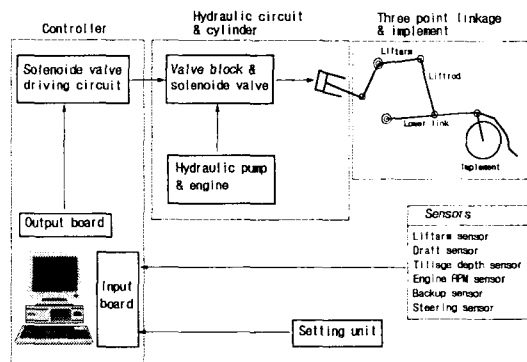 Controller
Hydraulic circuit
& cylinder
Three point linkage
& implement
Solenoide valve
driving circuit
Valve block &
solenoide valve
Liftarm
Liftrod
Lower link
Implement
Hydraulic pump
& engine
Output board
Input
board
Setting unit
Sensors
Liftarm sensor
Draft sensor
Tillage depth sensor
Engine RPM sensor
Backup sensor
Steering sensor